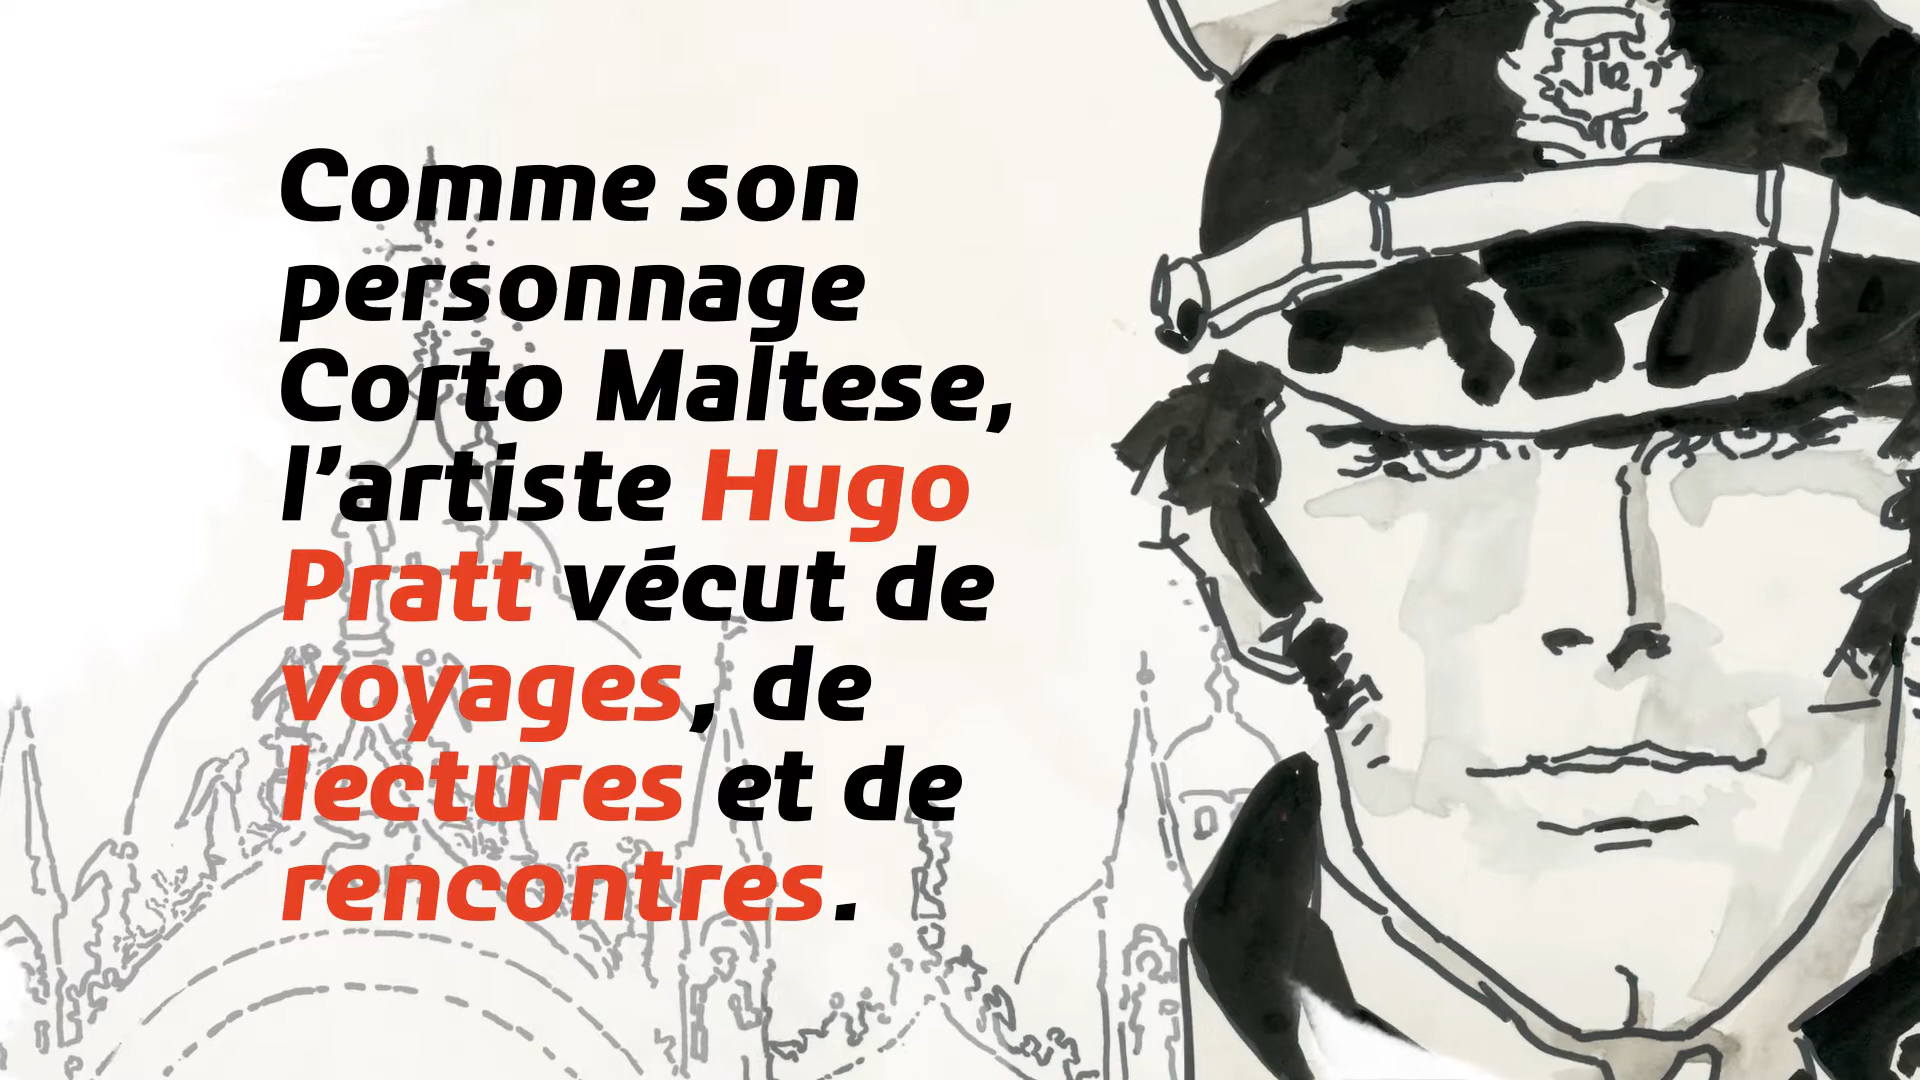 Comme son
personnage
Corto Maltese,
l’artiste Hugo
Pratt vécut de
voyages, de
lectures et de
rencontres.